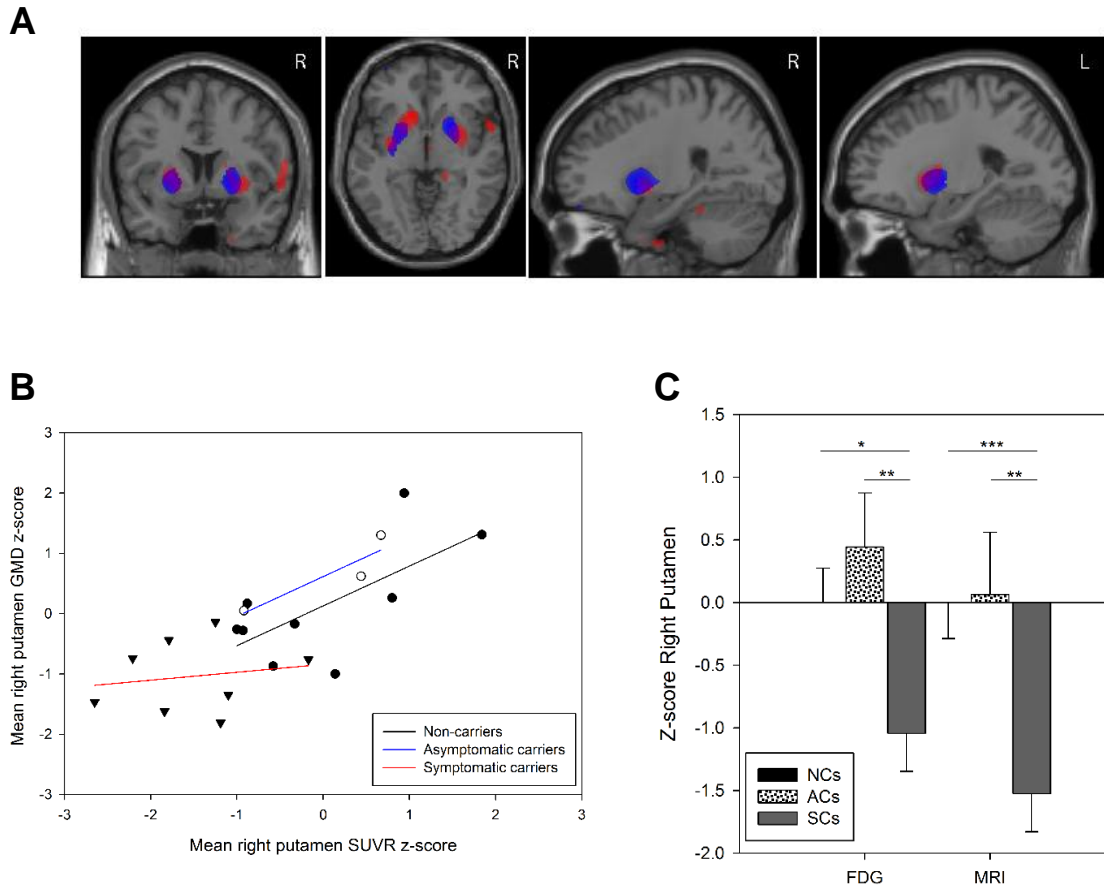 A
R
R
R
L
B
3
2
1
0
-1
-2
-3
-3
-2
-1
0
1
2
3
Mean right putamen GMD z-score
Mean right putamen SUVR z-score
Non-carriers
Asymptomatic carriers
Symptomatic carriers
C
1.5
1.0
0.5
0.0
-0.5
-1.0
-1.5
-2.0
Z-score Right Putamen
*
***
**
**
NCs
ACs
SCs
FDG
MRI